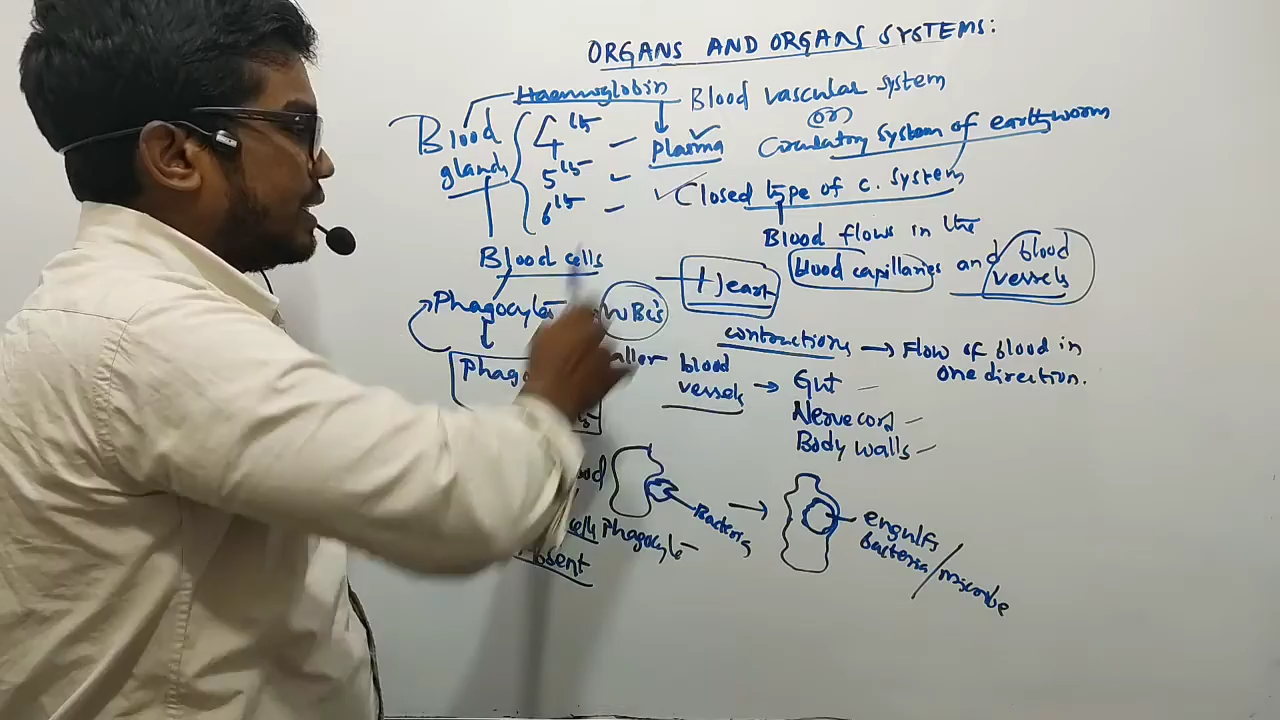 ORGANS AND ORGANS SYSTEMS:
Haemoglobin
Blood vascular system
(or)
Blood
glands
4th – plasma
5th –
6th –
Circulatory system of earthworm
Closed type of c. system
Blood flows in the
blood capillaries and blood vessels
Blood cells
Heart
Phagocytes
WBCs
contractions → Flow of blood in
one direction.
blood
vessels → Gut –
Nerve cord –
Body walls –
Bacteria
Phagocyte
engulfs
bacteria/microbe